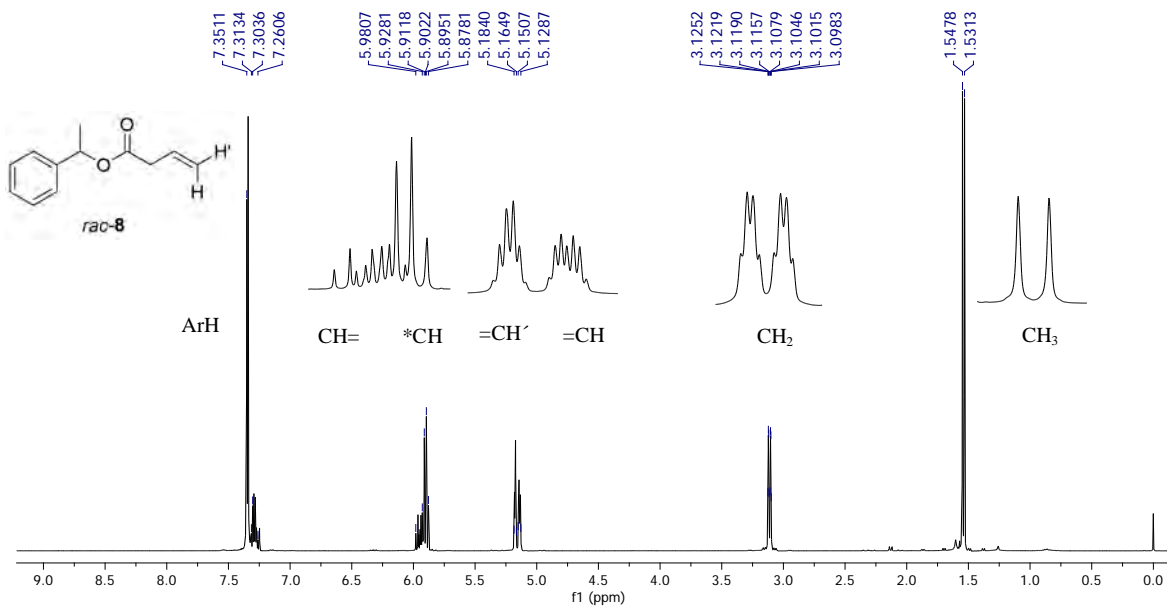 7.3511
7.3134
7.3036
7.2606
5.9807
5.9281
5.9118
5.9022
5.8951
5.8781
5.1840
5.1649
5.1507
5.1287
3.1252
3.1219
3.1190
3.1157
3.1079
3.1046
3.1015
3.0983
1.5478
1.5313
O
O
H'
H
rac-8
ArH
CH=
*CH
=CH´
=CH
CH2
CH3
9.0 8.5 8.0 7.5 7.0 6.5 6.0 5.5 5.0 4.5 4.0 3.5 3.0 2.5 2.0 1.5 1.0 0.5 0.0
f1 (ppm)